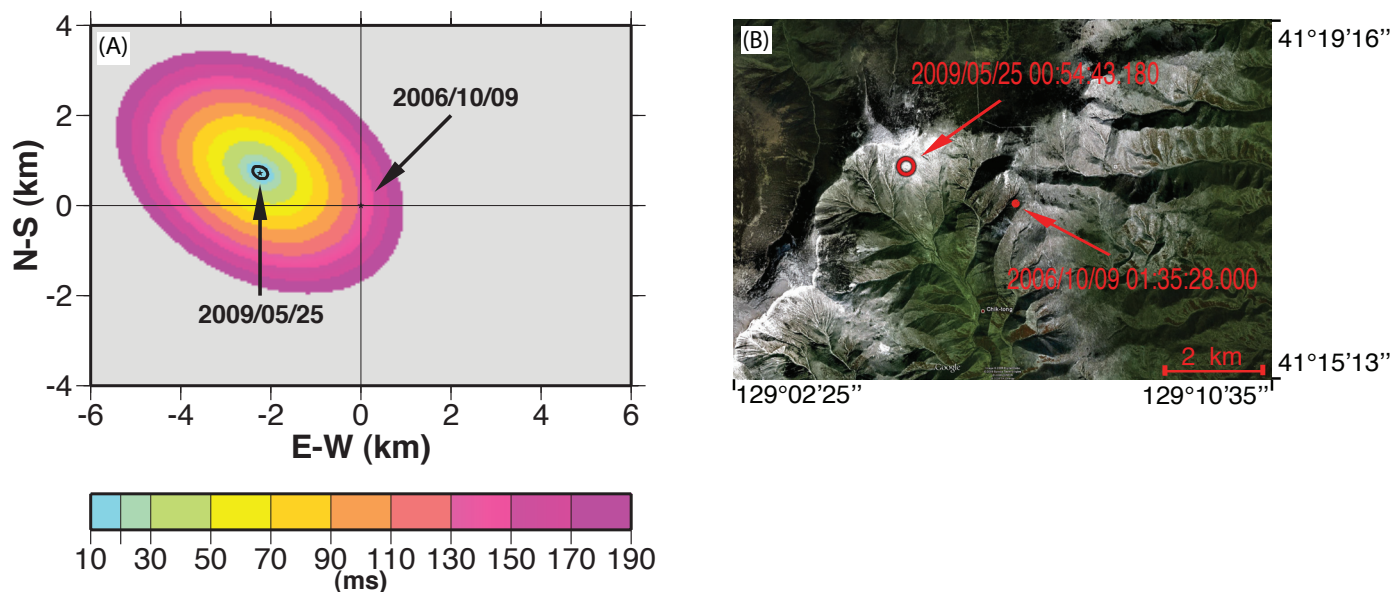 (A)
4
2
0
-2
-4
N-S (km)
2006/10/09
2009/05/25
-6 -4 -2 0 2 4 6
E-W (km)
10 30 50 70 90 110 130 150 170 190
(ms)
(B)
2009/05/25 00:54:43.180
2006/10/09 01:35:28.000
Chik-tong
Google
2 km
41°19'16''
41°15'13''
129°02'25''
129°10'35''